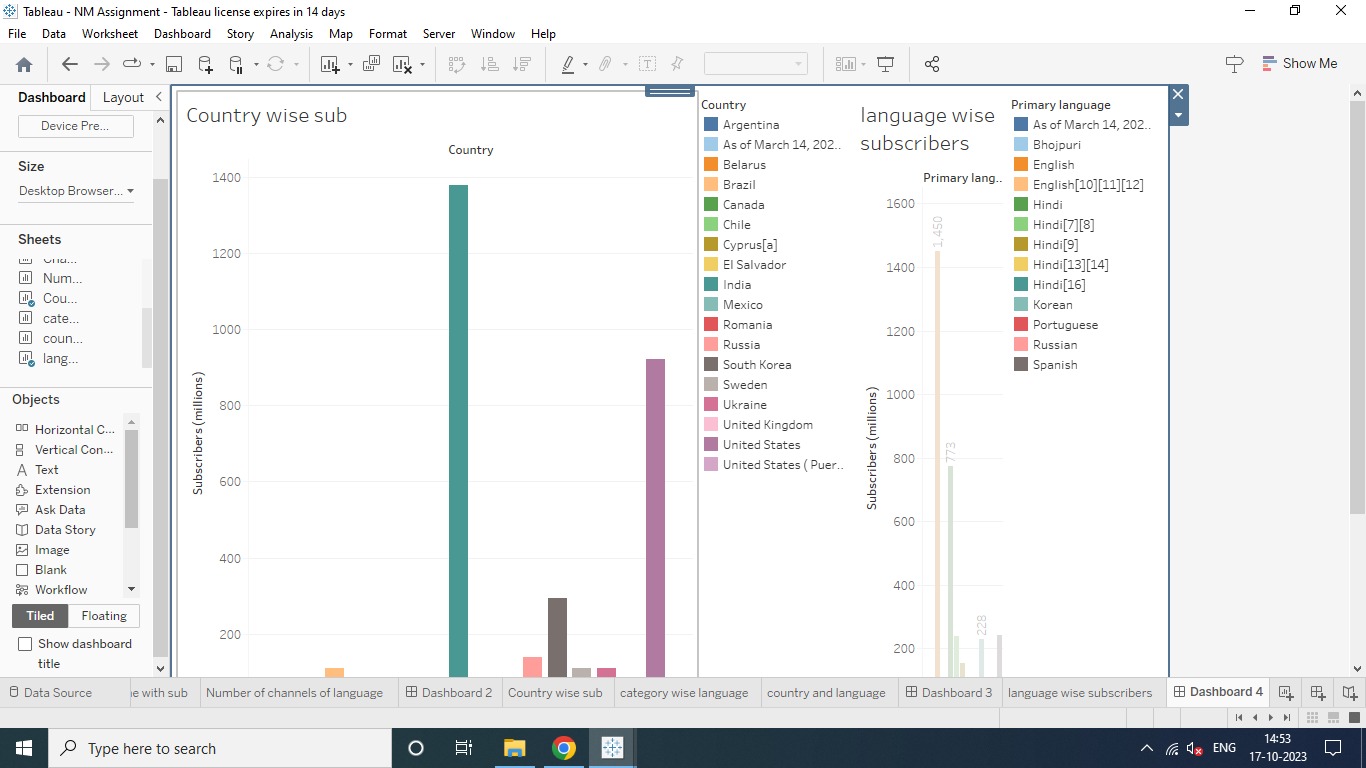 Tableau - NM Assignment - Tableau license expires in 14 days
File Data Worksheet Dashboard Story Analysis Map Format Server Window Help
Show Me
Dashboard Layout
Device Pre...
Size
Desktop Browser...
Sheets
Num...
Cou...
cate...
coun...
lang...
Objects
Horizontal C...
Vertical Con...
Text
Extension
Ask Data
Data Story
Image
Blank
Workflow
Tiled Floating
Show dashboard
title
Country wise sub
Country
1400
1200
1000
800
600
400
200
Subscribers (millions)
Country
Argentina
As of March 14, 202..
Belarus
Brazil
Canada
Chile
Cyprus[a]
El Salvador
India
Mexico
Romania
Russia
South Korea
Sweden
Ukraine
United Kingdom
United States
United States ( Puer..
language wise
subscribers
Primary lang..
1600
1400
1200
1000
800
600
400
200
Subscribers (millions)
1,450
773
228
Primary language
As of March 14, 202..
Bhojpuri
English
English[10][11][12]
Hindi
Hindi[7][8]
Hindi[9]
Hindi[13][14]
Hindi[16]
Korean
Portuguese
Russian
Spanish
Data Source e with sub Number of channels of language Dashboard 2 Country wise sub category wise language country and language Dashboard 3 language wise subscribers Dashboard 4
Type here to search
ENG
14:53
17-10-2023